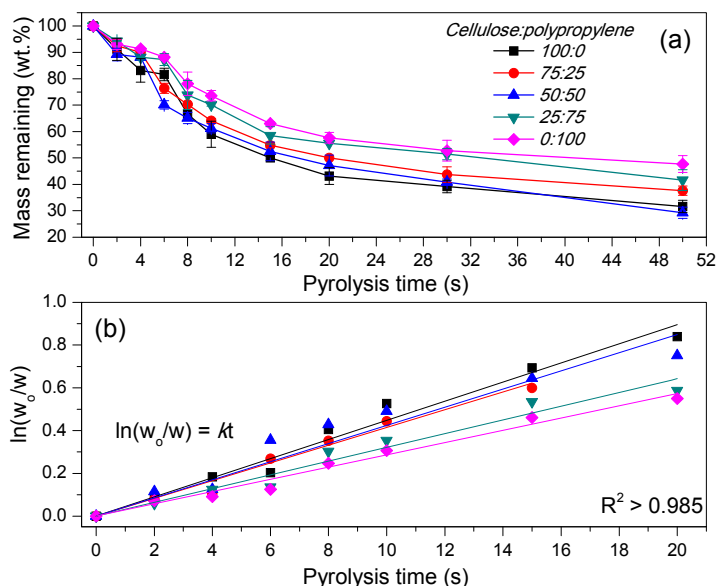 Cellulose:polypropylene
(a)
100:0
75:25
50:50
25:75
0:100
Mass remaining (wt.%)
100
90
80
70
60
50
40
30
20
0 4 8 12 16 20 24 28 32 36 40 44 48 52
Pyrolysis time (s)
(b)
ln(wₒ/w)
1.0
0.8
0.6
0.4
0.2
0.0
ln(wₒ/w) = kt
R² > 0.985
0 2 4 6 8 10 12 14 16 18 20
Pyrolysis time (s)